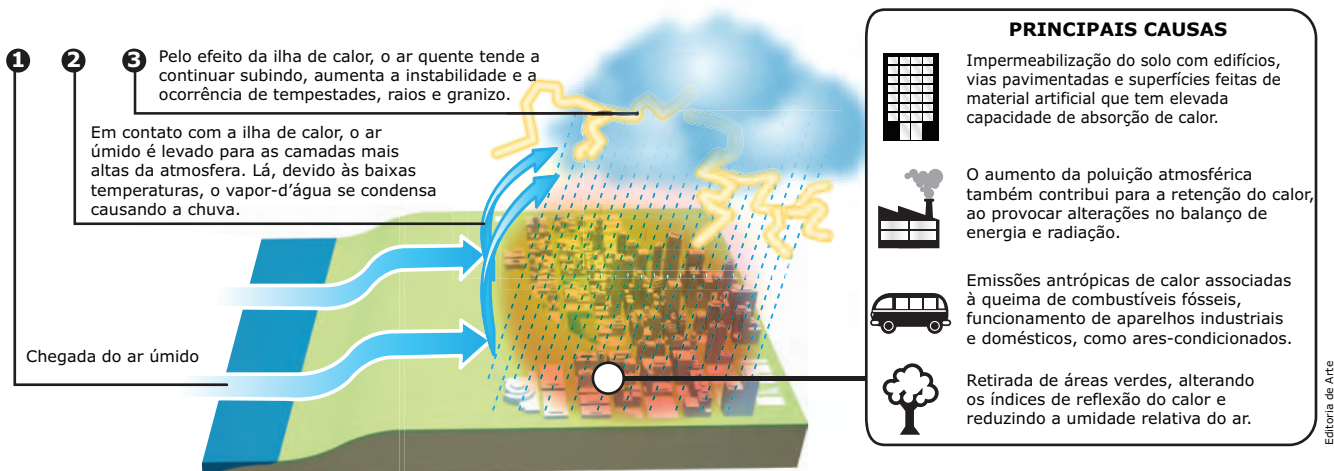 1
Chegada do ar úmido
2
Em contato com a ilha de calor, o ar
úmido é levado para as camadas mais
altas da atmosfera. Lá, devido às baixas
temperaturas, o vapor-d’água se condensa
causando a chuva.
3
Pelo efeito da ilha de calor, o ar quente tende a
continuar subindo, aumenta a instabilidade e a
ocorrência de tempestades, raios e granizo.
PRINCIPAIS CAUSAS
Impermeabilização do solo com edifícios,
vias pavimentadas e superfícies feitas de
material artificial que tem elevada
capacidade de absorção de calor.
O aumento da poluição atmosférica
também contribui para a retenção do calor,
ao provocar alterações no balanço de
energia e radiação.
Emissões antrópicas de calor associadas
à queima de combustíveis fósseis,
funcionamento de aparelhos industriais
e domésticos, como ares-condicionados.
Retirada de áreas verdes, alterando
os índices de reflexão do calor e
reduzindo a umidade relativa do ar.
Editoria de Arte